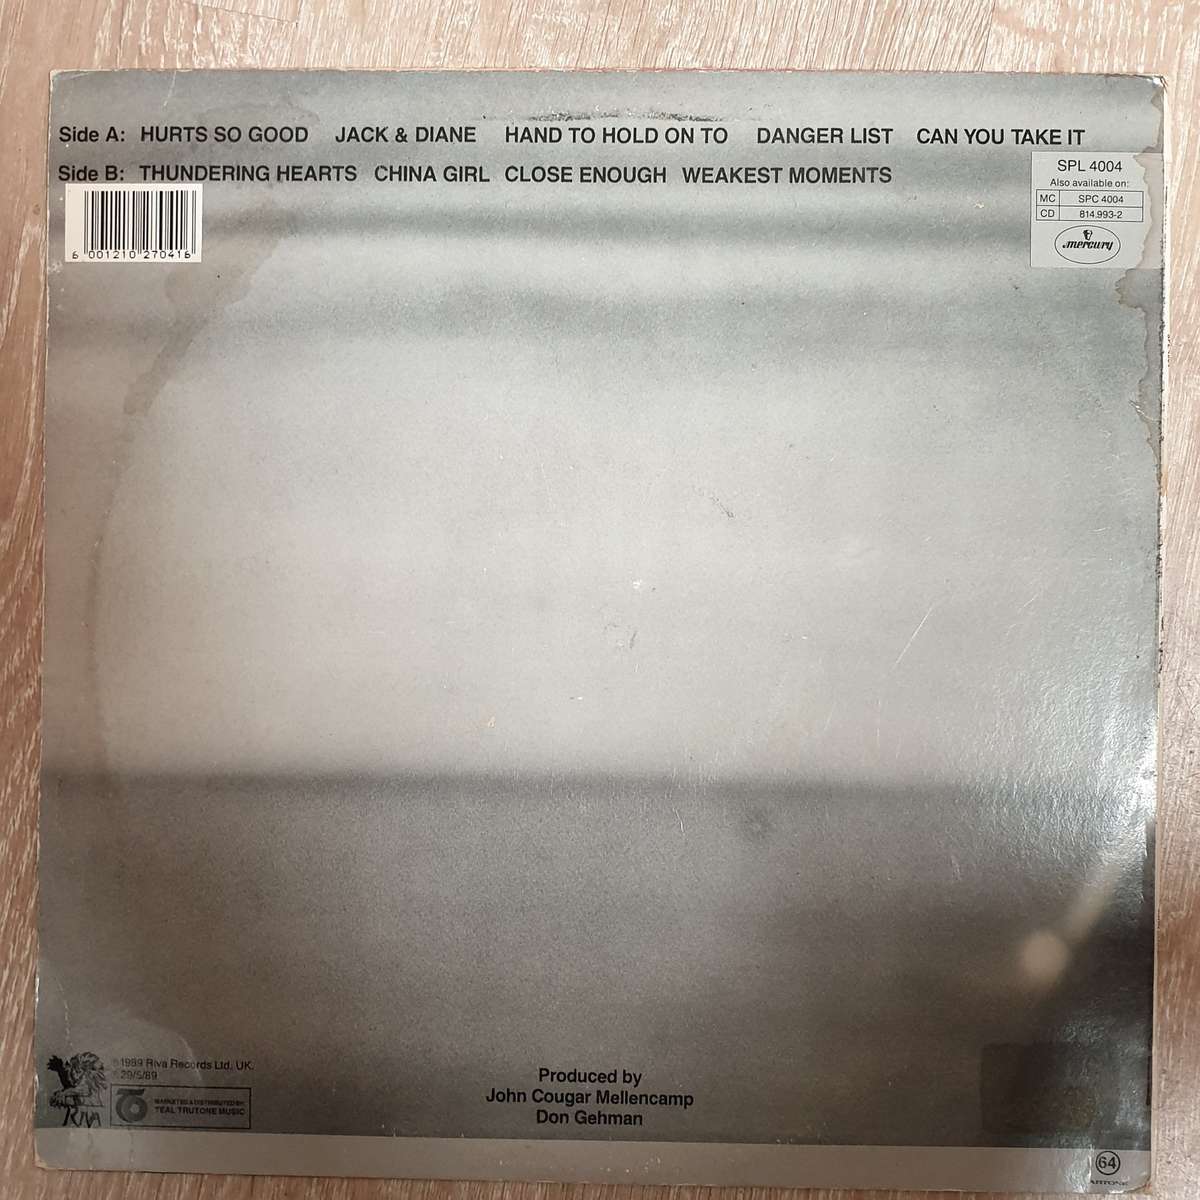 Side A: HURTS SO GOOD JACK & DIANE HAND TO HOLD ON TO DANGER LIST CAN YOU TAKE IT
Side B: THUNDERING HEARTS CHINA GIRL CLOSE ENOUGH WEAKEST MOMENTS
SPL 4004
Also available on:
MC SPC 4004
CD 814.993-2
mercury
6 001210 270416
℗1989 Riva Records Ltd. UK.
29/5/89
RIVA
MARKETED & DISTRIBUTED BY:
TEAL TRUTONE MUSIC
Produced by
John Cougar Mellencamp
Don Gehman
64